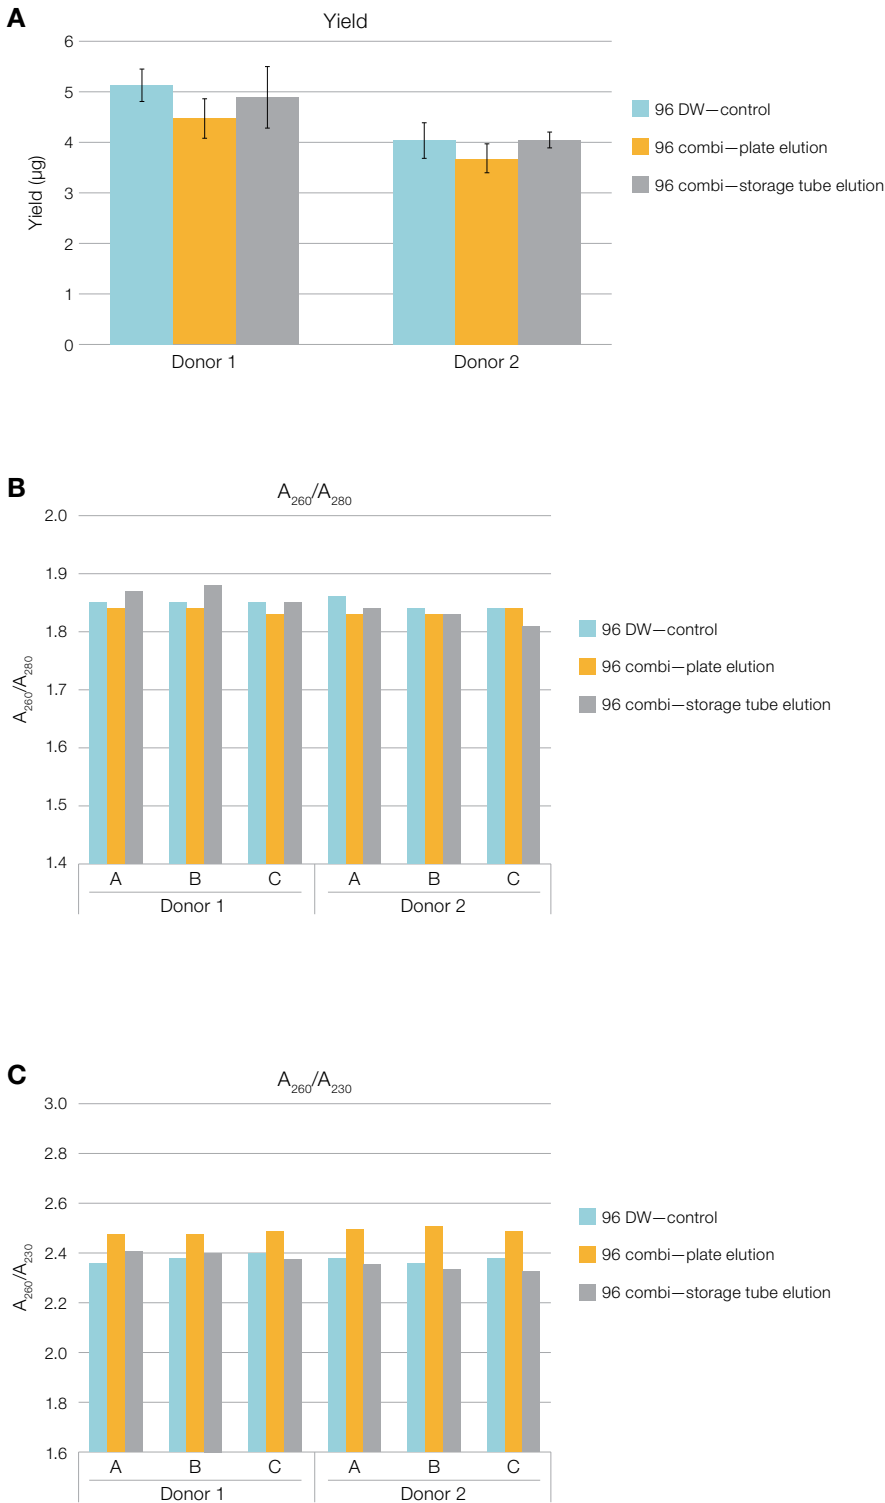 A
Yield
6
5
4
3
2
1
0
Yield (µg)
Donor 1
Donor 2
96 DW—control
96 combi—plate elution
96 combi—storage tube elution
B
A260/A280
2.0
1.9
1.8
1.7
1.6
1.5
1.4
A260/A280
A B C A B C
Donor 1 Donor 2
96 DW—control
96 combi—plate elution
96 combi—storage tube elution
C
A260/A230
3.0
2.8
2.6
2.4
2.2
2.0
1.8
1.6
A260/A230
A B C A B C
Donor 1 Donor 2
96 DW—control
96 combi—plate elution
96 combi—storage tube elution